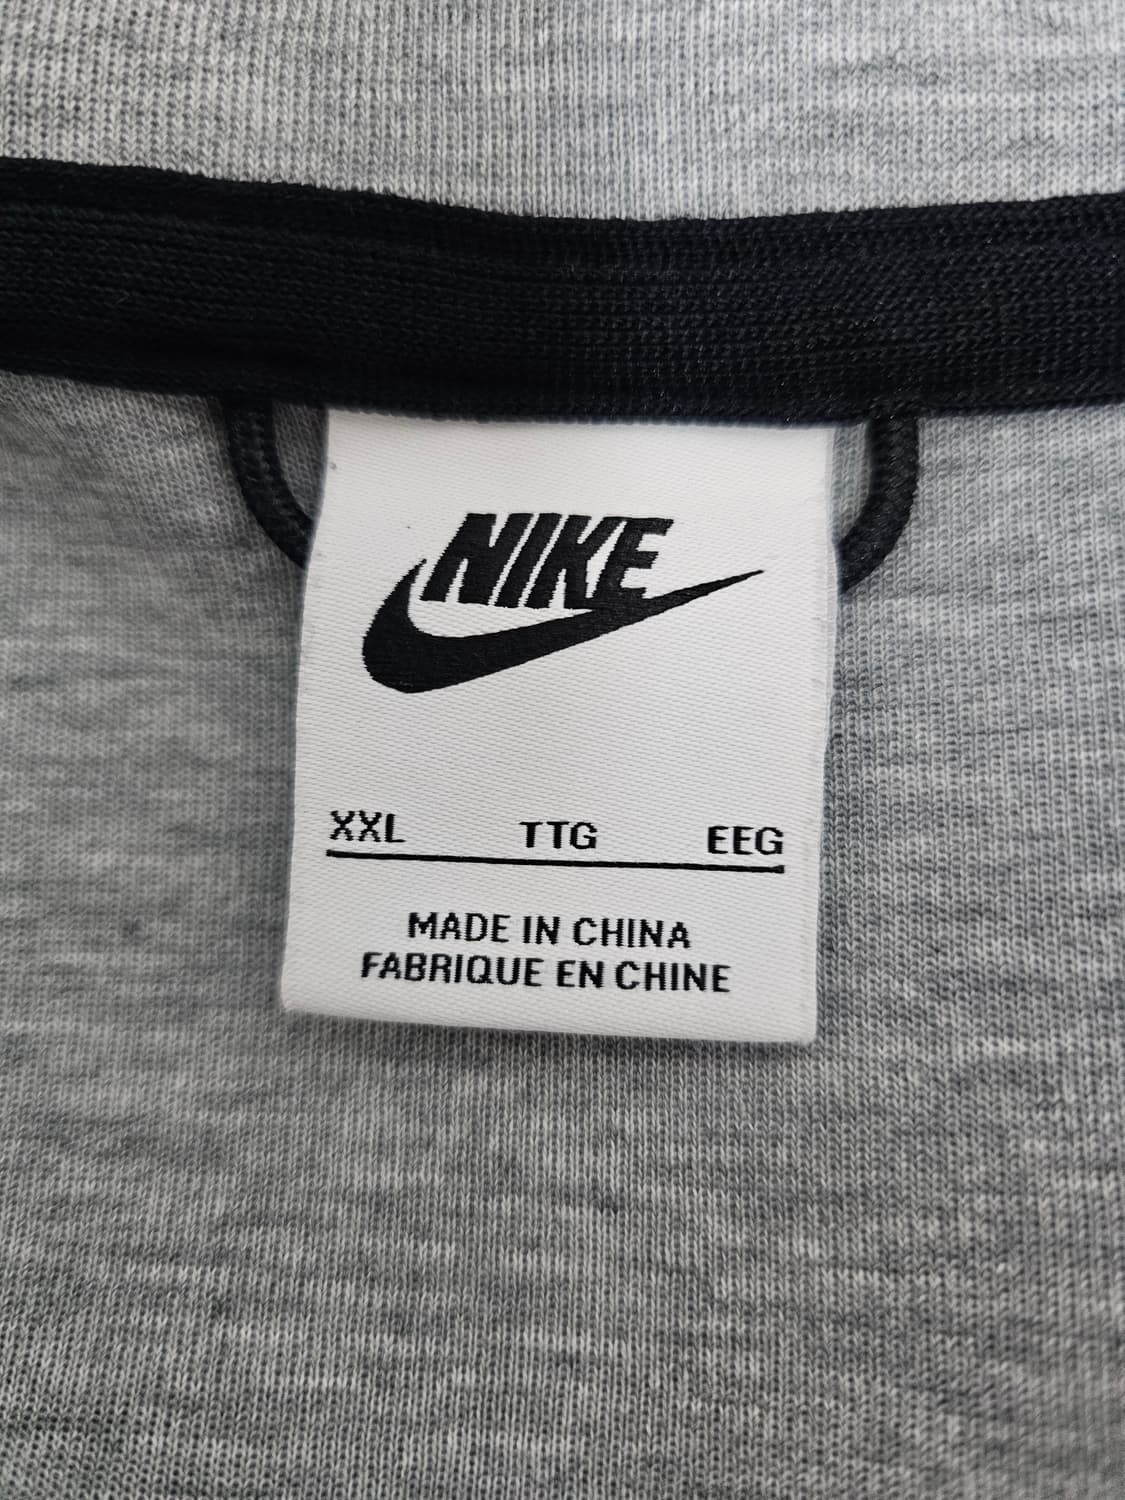 NIKE
XXL TTG EEG
MADE IN CHINA
FABRIQUE EN CHINE